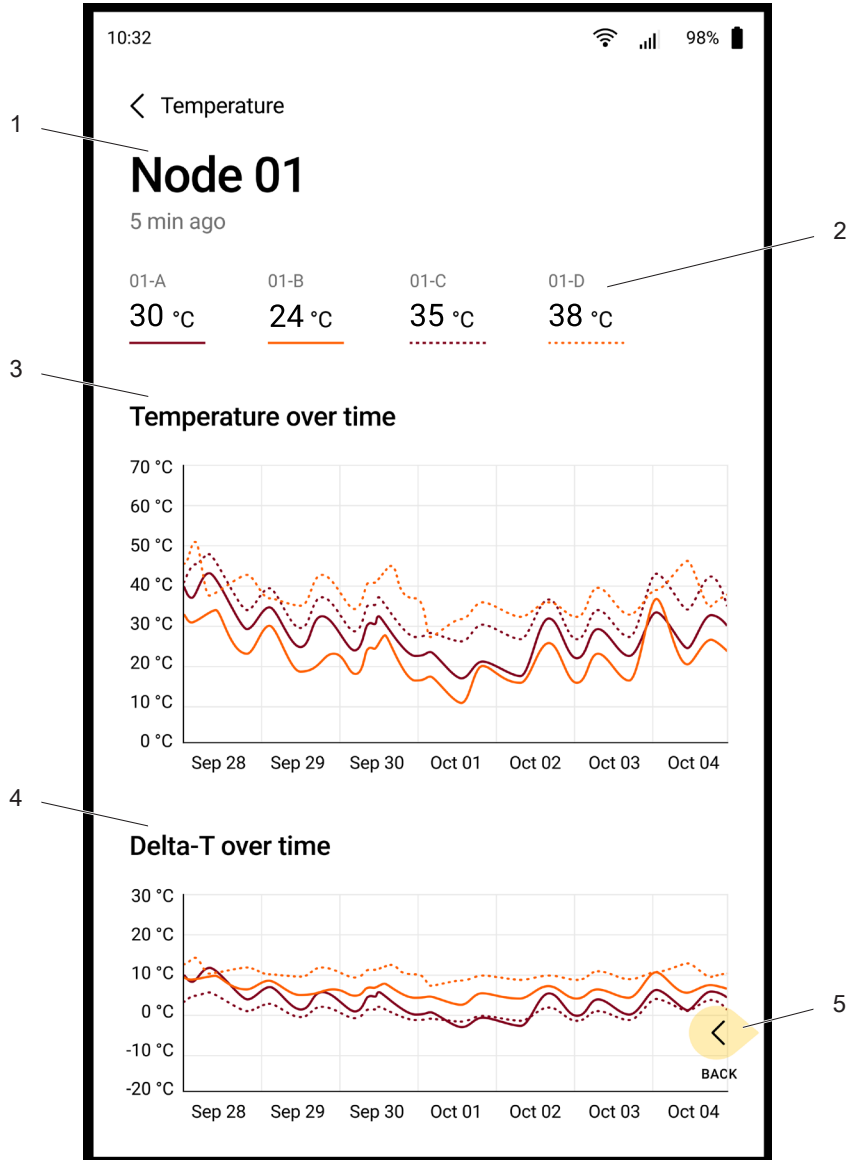 10:32 98%
Temperature
1
Node 01
5 min ago
2
01-A 01-B 01-C 01-D
30 °C 24 °C 35 °C 38 °C
3
Temperature over time
70 °C
60 °C
50 °C
40 °C
30 °C
20 °C
10 °C
0 °C
Sep 28 Sep 29 Sep 30 Oct 01 Oct 02 Oct 03 Oct 04
4
Delta-T over time
30 °C
20 °C
10 °C
0 °C
5
-10 °C
BACK
-20 °C
Sep 28 Sep 29 Sep 30 Oct 01 Oct 02 Oct 03 Oct 04